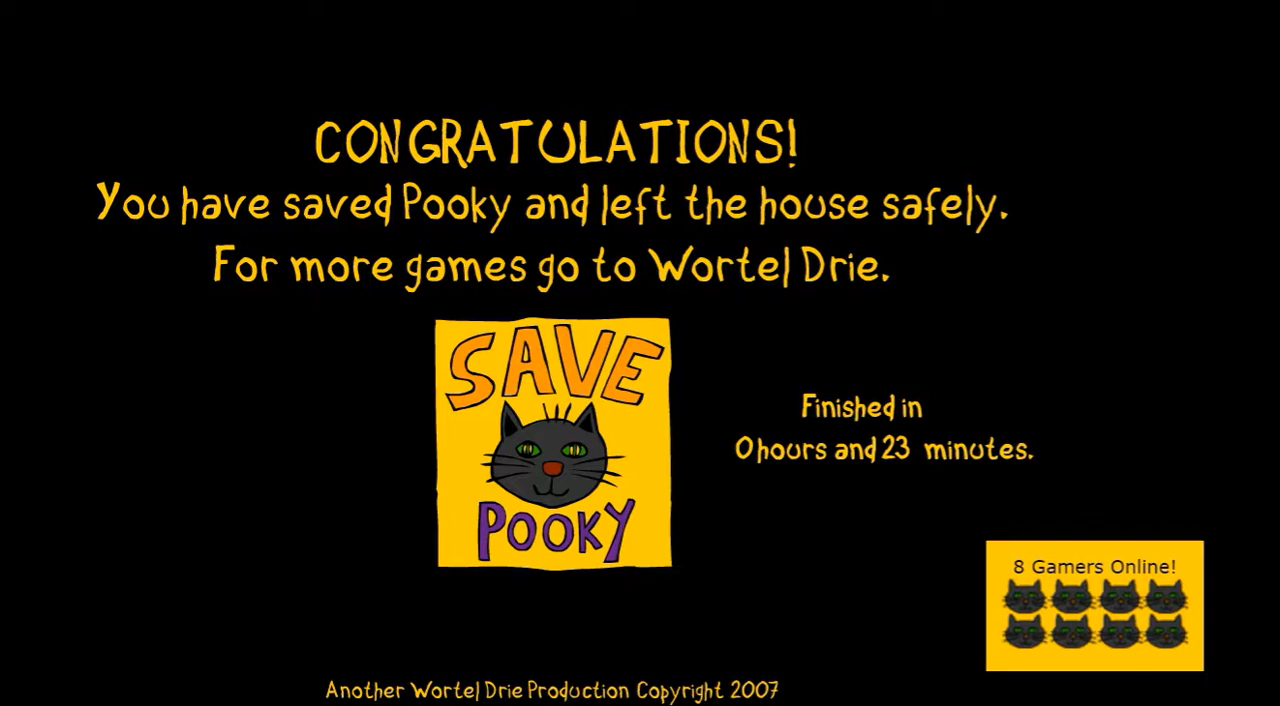 CONGRATULATIONS!
You have saved Pooky and left the house safely.
For more games go to Wortel Drie.
SAVE
POOKY
Finished in
0 hours and 23 minutes.
8 Gamers Online!
Another Wortel Drie Production Copyright 2007